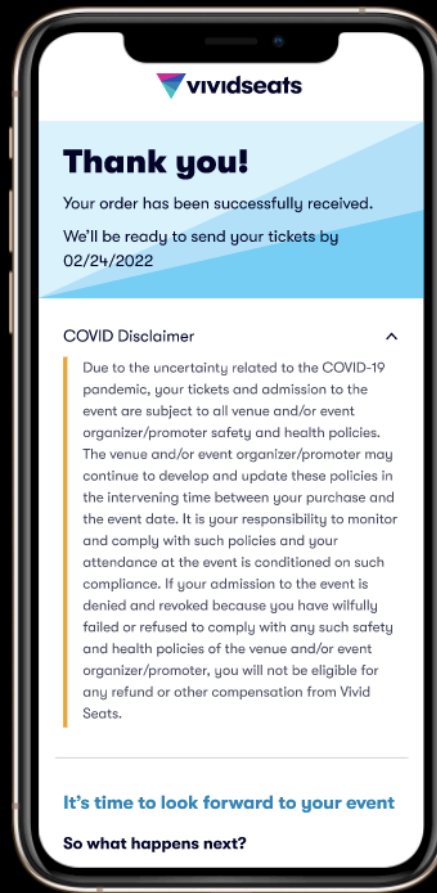 vividseats
Thank you!
Your order has been successfully received.
We'll be ready to send your tickets by
02/24/2022
COVID Disclaimer
Due to the uncertainty related to the COVID-19
pandemic, your tickets and admission to the
event are subject to all venue and/or event
organizer/promoter safety and health policies.
The venue and/or event organizer/promoter may
continue to develop and update these policies in
the intervening time between your purchase and
the event date. It is your responsibility to monitor
and comply with such policies and your
attendance at the event is conditioned on such
compliance. If your admission to the event is
denied and revoked because you have wilfully
failed or refused to comply with any such safety
and health policies of the venue and/or event
organizer/promoter, you will not be eligible for
any refund or other compensation from Vivid
Seats.
It's time to look forward to your event
So what happens next?